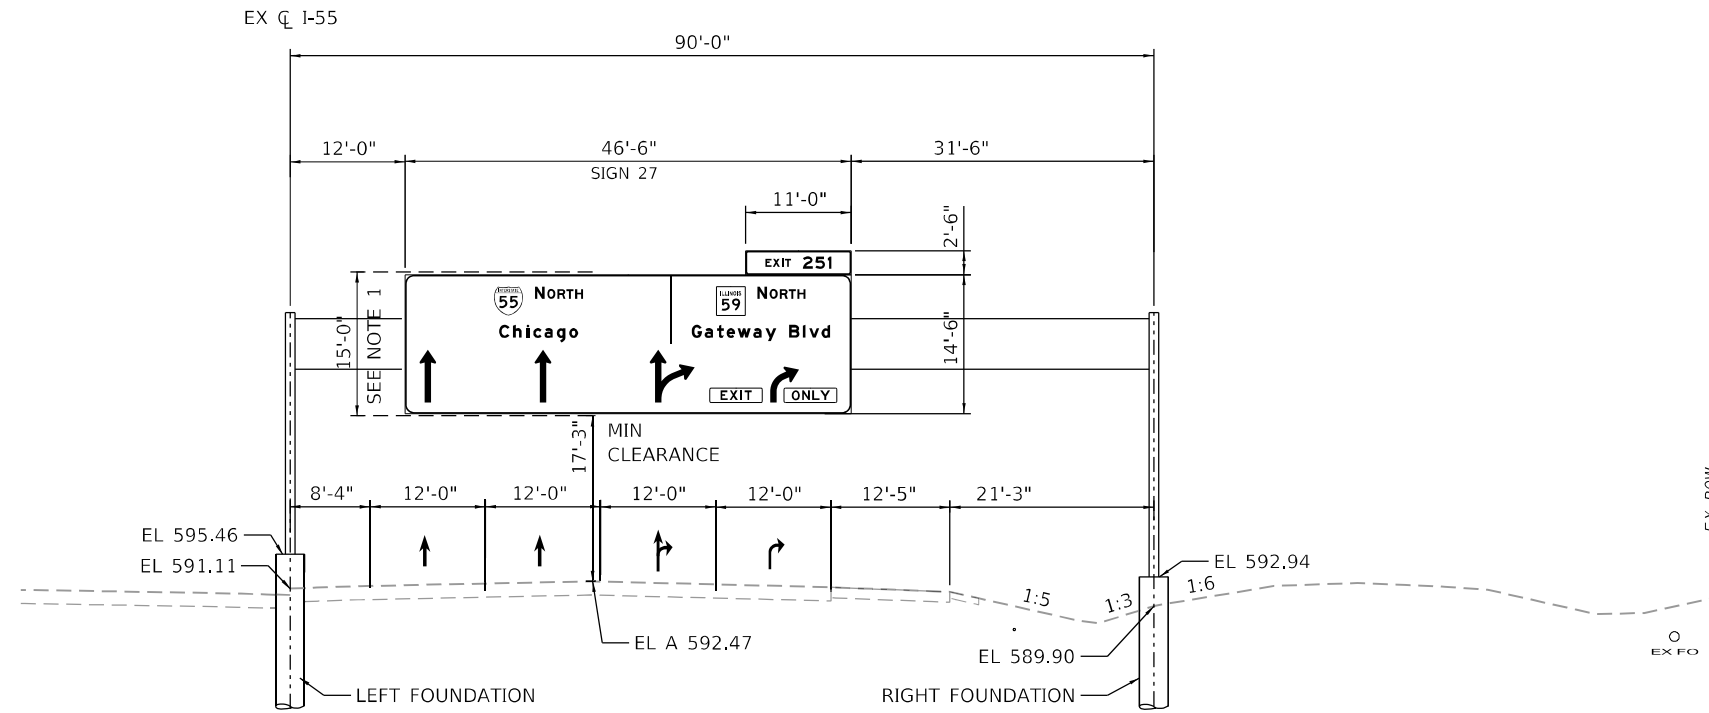 EX ℄ I-55
90'-0"
12'-0"
46'-6"
31'-6"
SIGN 27
11'-0"
2'-6"
EXIT 251
INTERSTATE
55
NORTH
ILLINOIS
59
NORTH
Chicago
Gateway Blvd
15'-0"
SEE NOTE 1
14'-6"
EXIT
ONLY
17'-3"
MIN
CLEARANCE
8'-4"
12'-0"
12'-0"
12'-0"
12'-0"
12'-5"
21'-3"
EX ROW
EL 595.46
EL 591.11
EL 592.94
1:5
1:3
1:6
EL A 592.47
EL 589.90
EX FO
LEFT FOUNDATION
RIGHT FOUNDATION